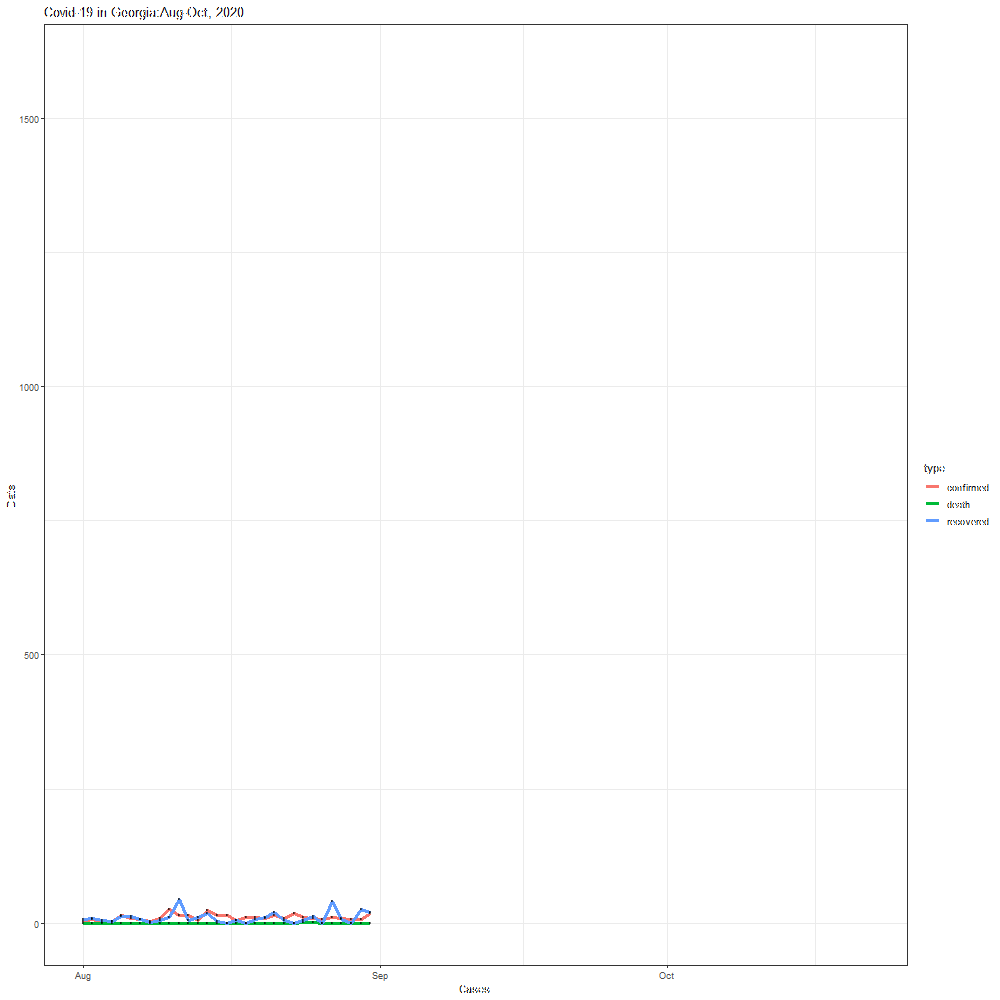 Covid-19 in Georgia:Aug-Oct, 2020
1500
1000
500
0
Date
Aug
Sep
Oct
Cases
type
confirmed
death
recovered